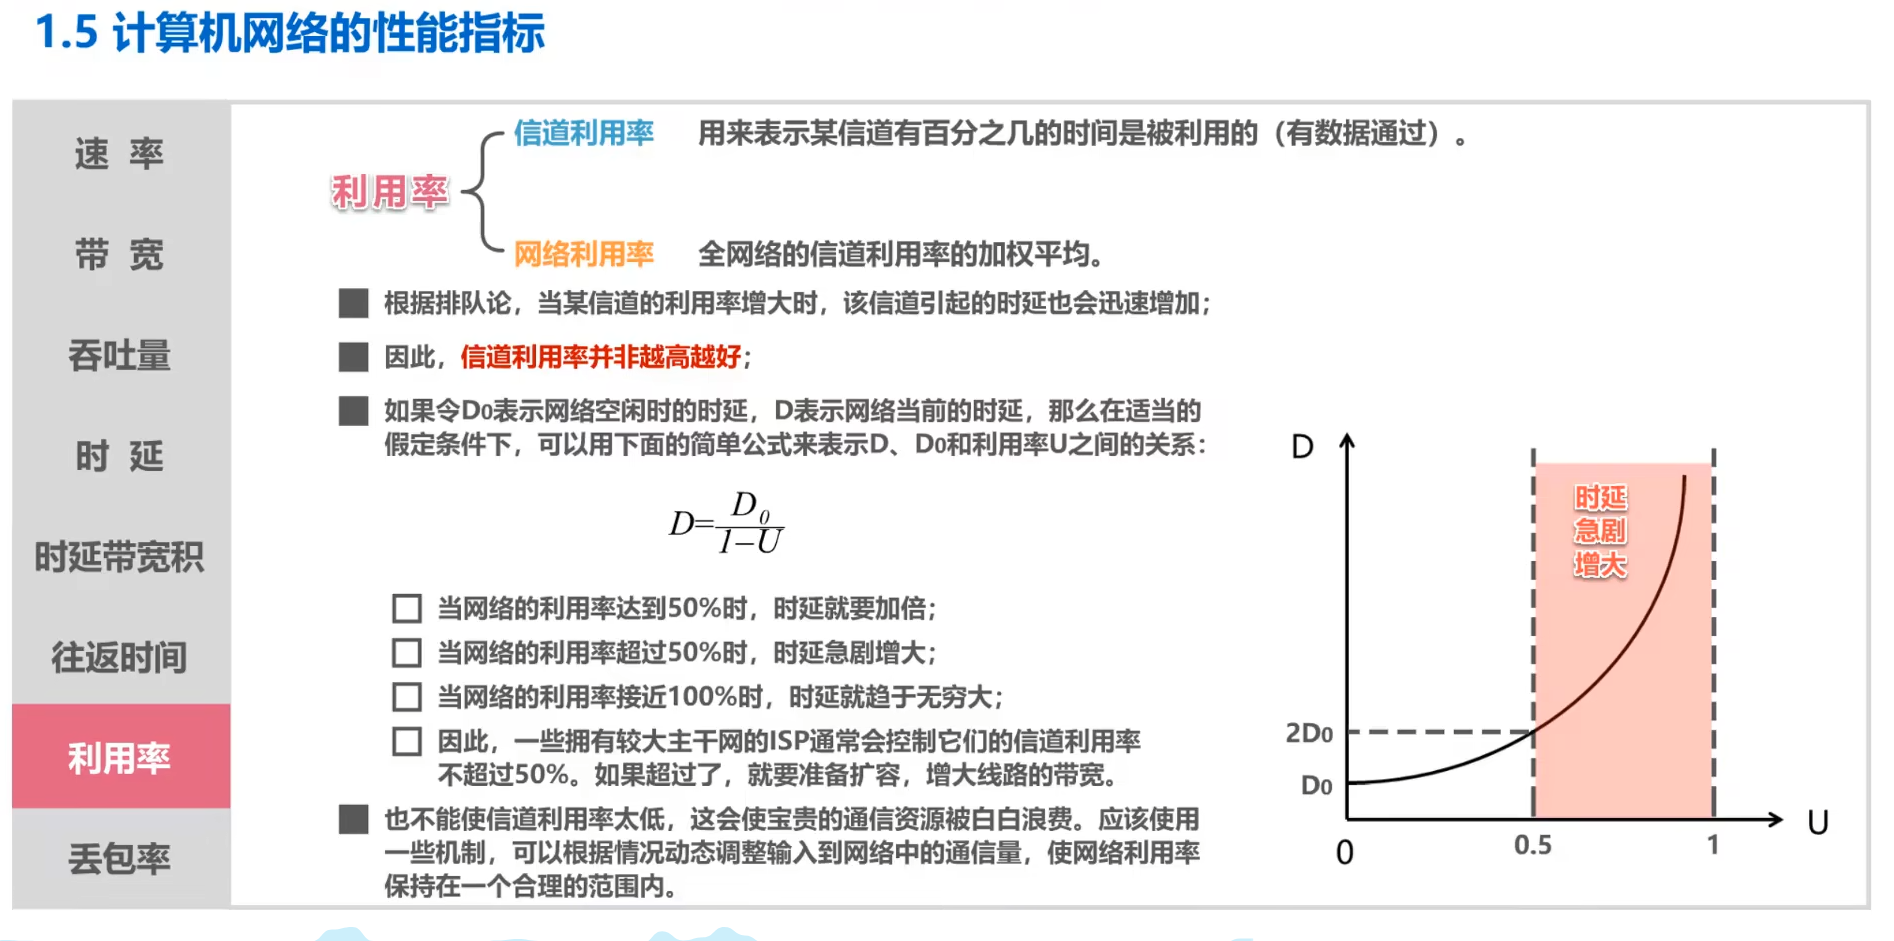 1.5 计算机网络的性能指标
速 率
带 宽
吞吐量
时 延
时延带宽积
往返时间
利用率
丢包率
利用率
信道利用率 用来表示某信道有百分之几的时间是被利用的（有数据通过）。
网络利用率 全网络的信道利用率的加权平均。
根据排队论，当某信道的利用率增大时，该信道引起的时延也会迅速增加；
因此，信道利用率并非越高越好；
如果令D0表示网络空闲时的时延，D表示网络当前的时延，那么在适当的
假定条件下，可以用下面的简单公式来表示D、D0和利用率U之间的关系：
D=D0/1−U
当网络的利用率达到50%时，时延就要加倍；
当网络的利用率超过50%时，时延急剧增大；
当网络的利用率接近100%时，时延就趋于无穷大；
因此，一些拥有较大主干网的ISP通常会控制它们的信道利用率
不超过50%。如果超过了，就要准备扩容，增大线路的带宽。
也不能使信道利用率太低，这会使宝贵的通信资源被白白浪费。应该使用
一些机制，可以根据情况动态调整输入到网络中的通信量，使网络利用率
保持在一个合理的范围内。
D
时延
急剧
增大
2D0
D0
U
0
0.5
1